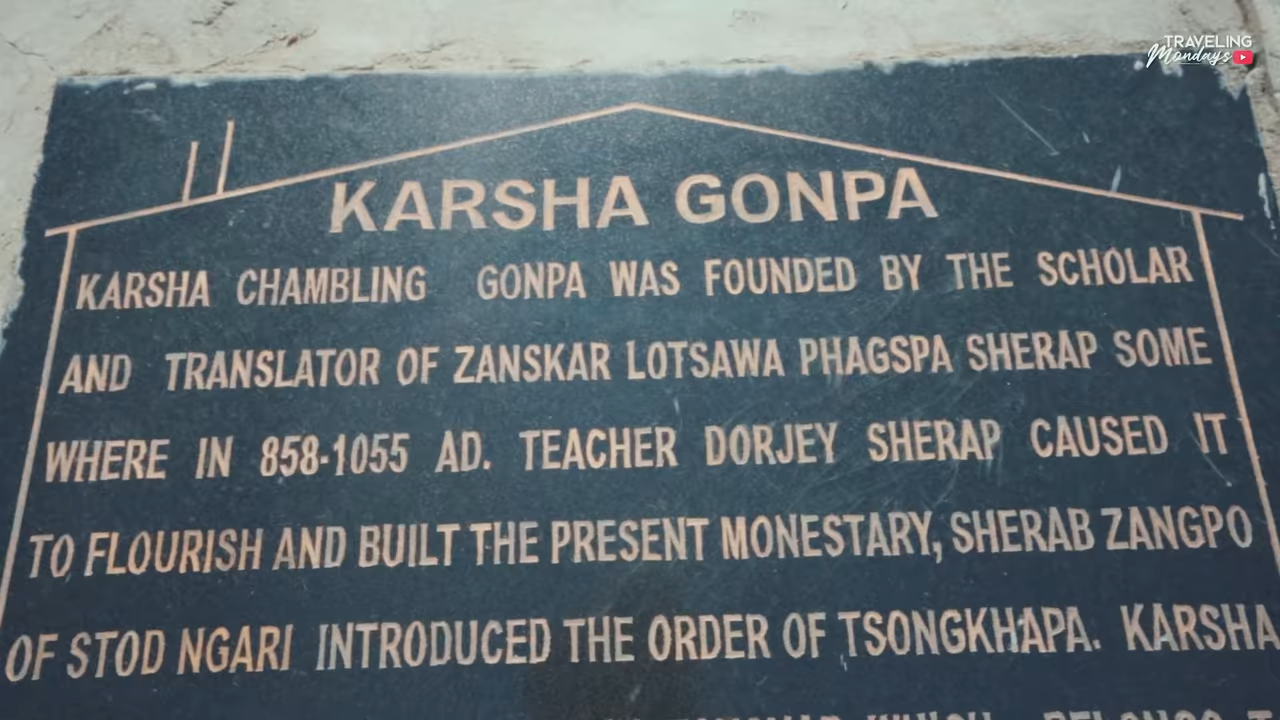 TRAVELING
Mondays
KARSHA GONPA
KARSHA CHAMBLING GONPA WAS FOUNDED BY THE SCHOLAR
AND TRANSLATOR OF ZANSKAR LOTSAWA PHAGSPA SHERAP SOME
WHERE IN 858-1055 AD. TEACHER DORJEY SHERAP CAUSED IT
TO FLOURISH AND BUILT THE PRESENT MONESTARY, SHERAB ZANGPO
OF STOD NGARI INTRODUCED THE ORDER OF TSONGKHAPA. KARSHA